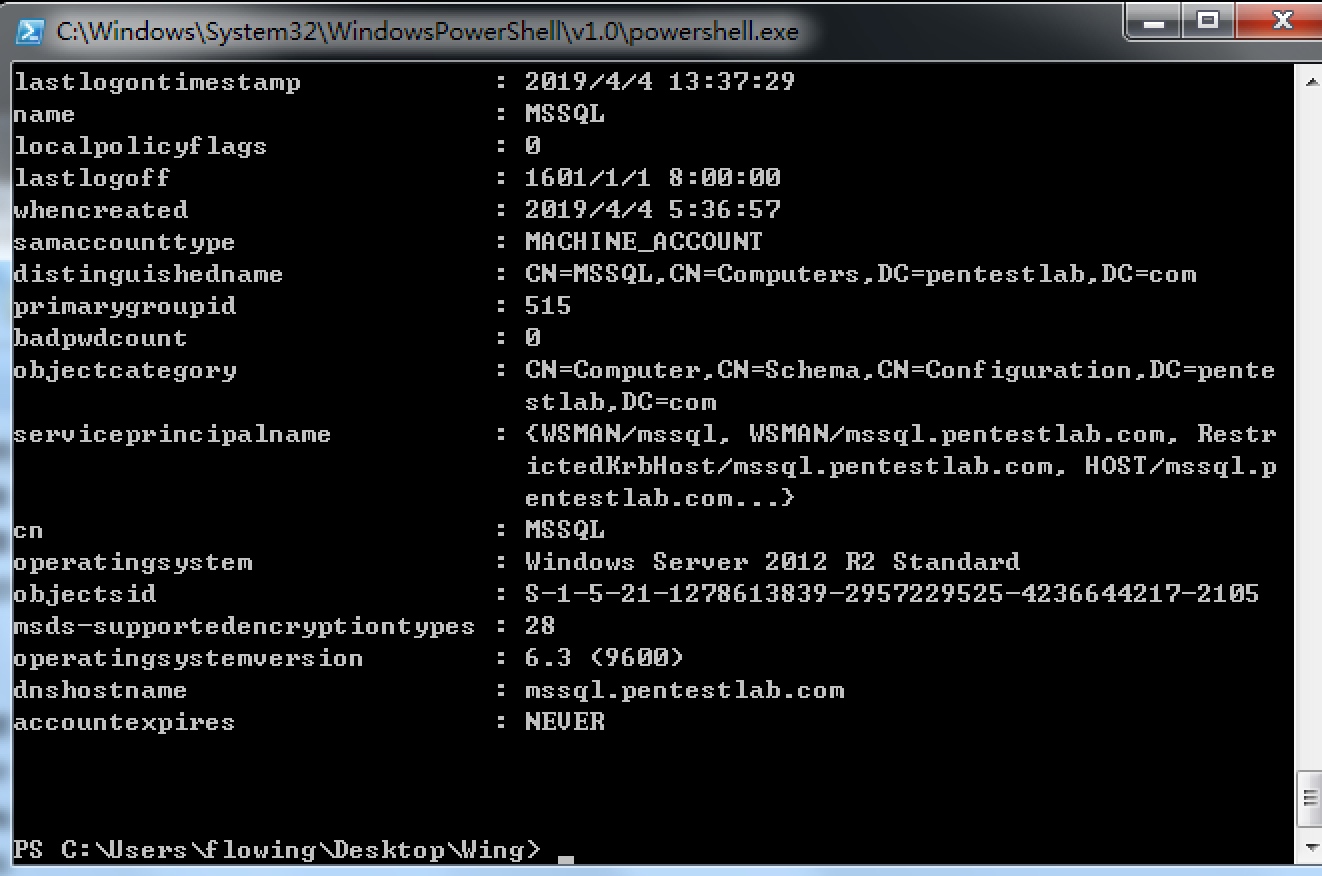 C:\Windows\System32\WindowsPowerShell\v1.0\powershell.exe
lastlogontimestamp : 2019/4/4 13:37:29
name : MSSQL
localpolicyflags : 0
lastlogoff : 1601/1/1 8:00:00
whencreated : 2019/4/4 5:36:57
samaccounttype : MACHINE_ACCOUNT
distinguishedname : CN=MSSQL,CN=Computers,DC=pentestlab,DC=com
primarygroupid : 515
badpwdcount : 0
objectcategory : CN=Computer,CN=Schema,CN=Configuration,DC=pente
stlab,DC=com
serviceprincipalname : {WSMAN/mssql, WSMAN/mssql.pentestlab.com, Restr
ictedKrbHost/mssql.pentestlab.com, HOST/mssql.p
entestlab.com...}
cn : MSSQL
operatingsystem : Windows Server 2012 R2 Standard
objectsid : S-1-5-21-1278613839-2957229525-4236644217-2105
msds-supportedencryptiontypes : 28
operatingsystemversion : 6.3 (9600)
dnshostname : mssql.pentestlab.com
accountexpires : NEVER
PS C:\Users\flowing\Desktop\Wing> _